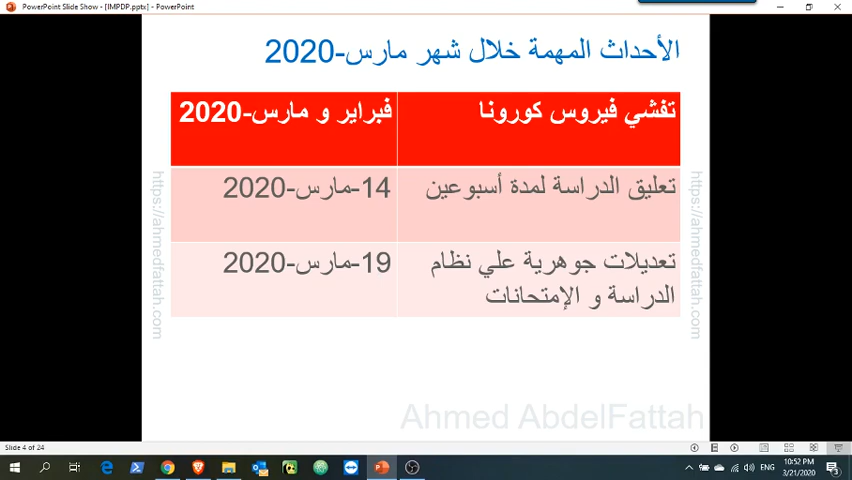 PowerPoint Slide Show - [IMPDP.pptx] - PowerPoint
الأحداث المهمة خلال شهر مارس-2020
تفشي فيروس كورونا
فبراير و مارس-2020
تعليق الدراسة لمدة أسبوعين
14-مارس-2020
تعديلات جوهرية علي نظام
الدراسة و الإمتحانات
19-مارس-2020
https://ahmedfattah.com
https://ahmedfattah.com
Ahmed AbdelFattah
Slide 4 of 24
ENG
10:52 PM
3/21/2020
3